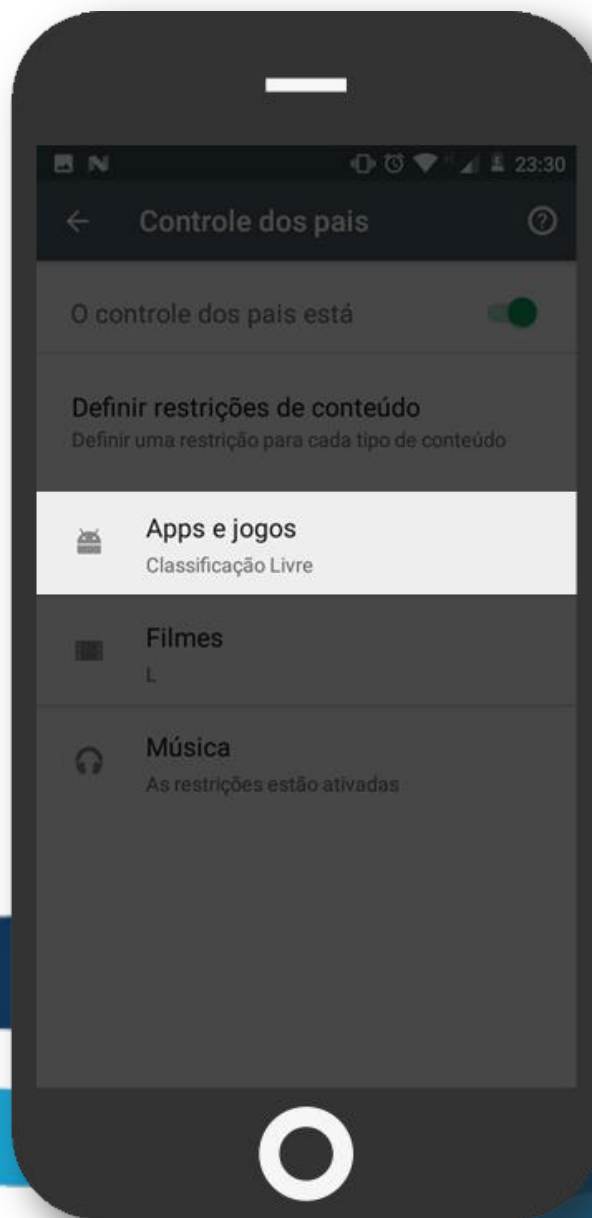 23:30
Controle dos pais
O controle dos pais está
Definir restrições de conteúdo
Definir uma restrição para cada tipo de conteúdo
Apps e jogos
Classificação Livre
Filmes
L
Música
As restrições estão ativadas